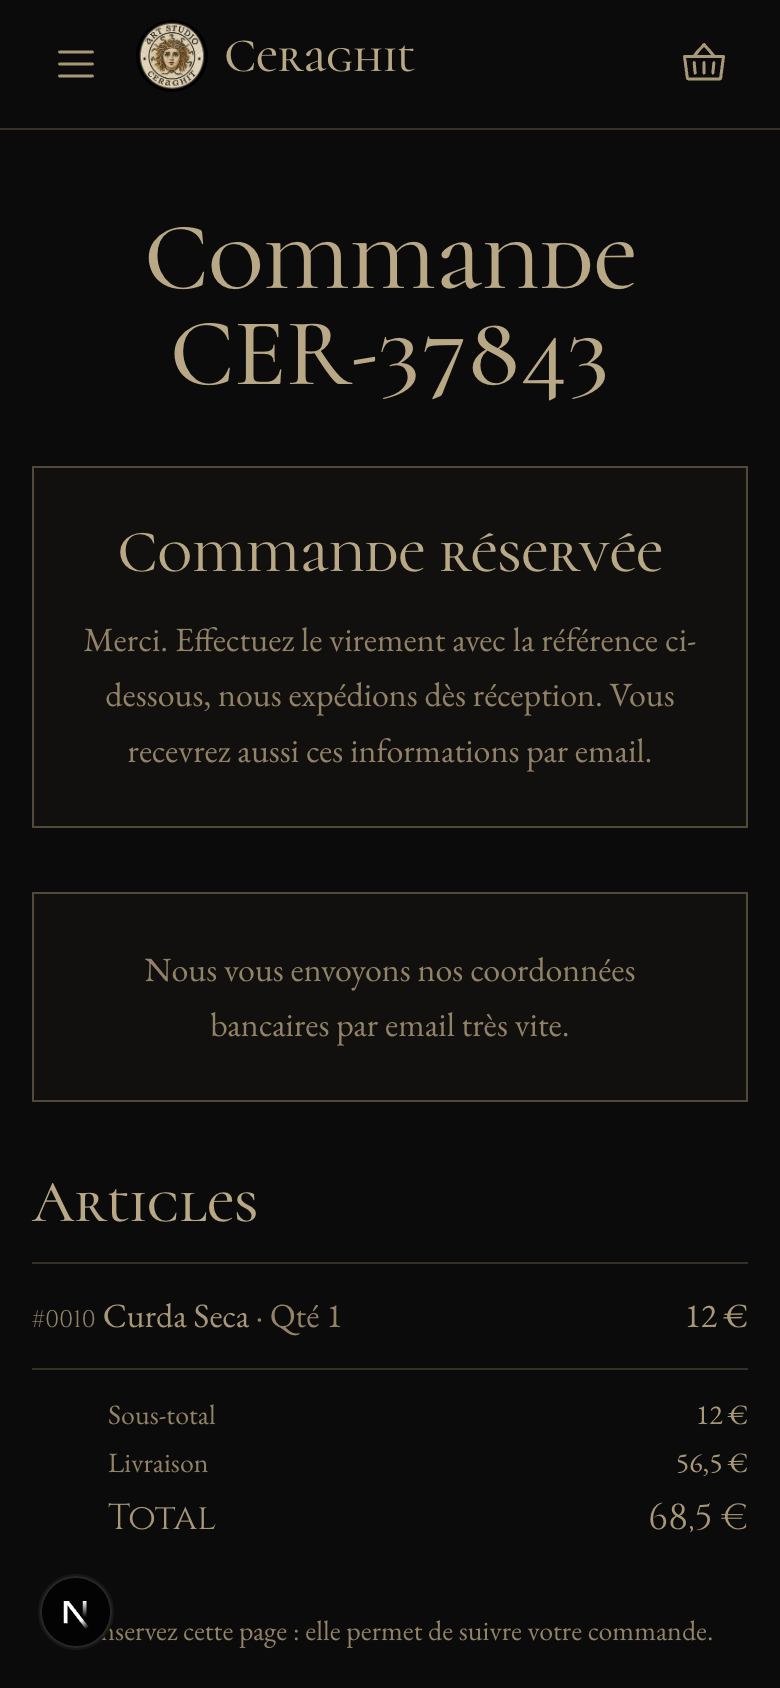 ART STUDIO
CERAGHIT
Ceraghit
Commande
CER-37843
Commande réservée
Merci. Effectuez le virement avec la référence ci-
dessous, nous expédions dès réception. Vous
recevrez aussi ces informations par email.
Nous vous envoyons nos coordonnées
bancaires par email très vite.
Articles
#0010 Curda Seca · Qté 1 12 €
Sous-total 12 €
Livraison 56,5 €
Total 68,5 €
N
nservez cette page : elle permet de suivre votre commande.